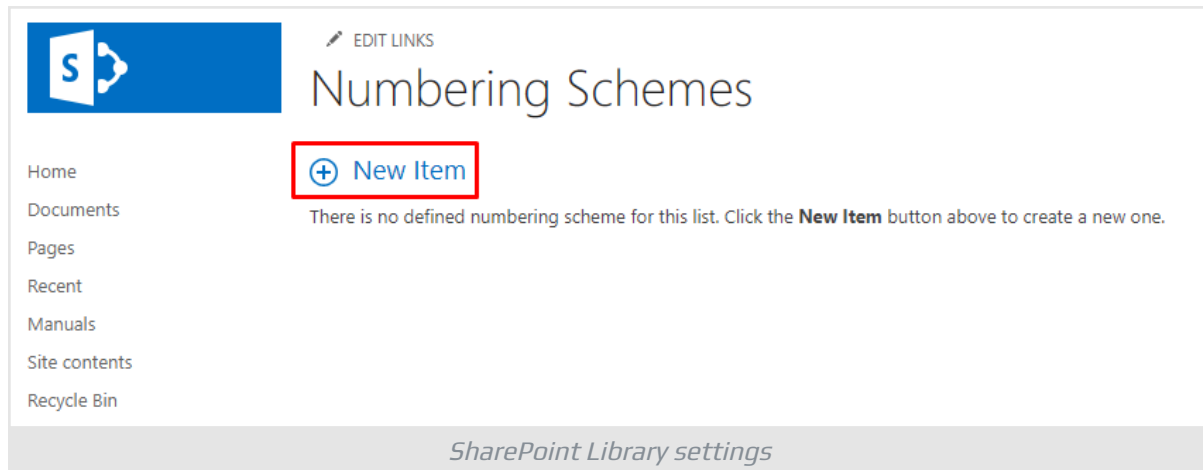 S
EDIT LINKS
Numbering Schemes
New Item
There is no defined numbering scheme for this list. Click the New Item button above to create a new one.
Home
Documents
Pages
Recent
Manuals
Site contents
Recycle Bin
SharePoint Library settings